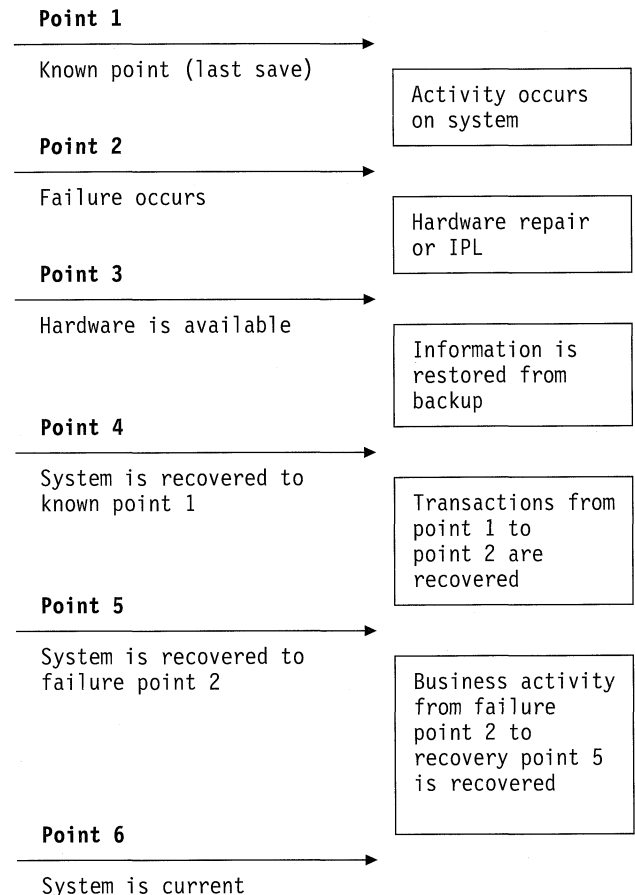 Point 1
Known point (last save)
Activity occurs
on system
Point 2
Failure occurs
Hardware repair
or IPL
Point 3
Hardware is available
Information is
restored from
backup
Point 4
System is recovered to
known point 1
Transactions from
point 1 to
point 2 are
recovered
Point 5
System is recovered to
failure point 2
Business activity
from failure
point 2 to
recovery point 5
is recovered
Point 6
System is current